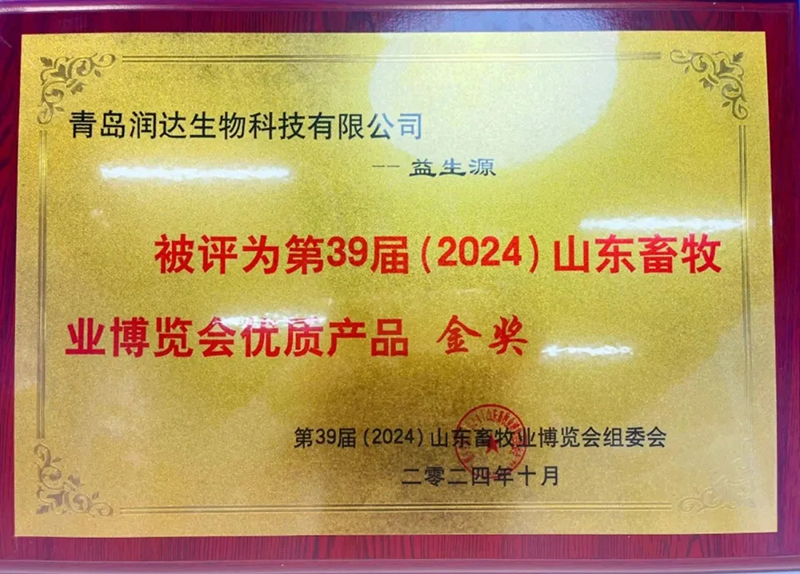 青岛润达生物科技有限公司
--益生源
被评为第39届(2024)山东畜牧
业博览会优质产品 金奖
第39届(2024)山东畜牧业博览会组委会
二零二四年十月